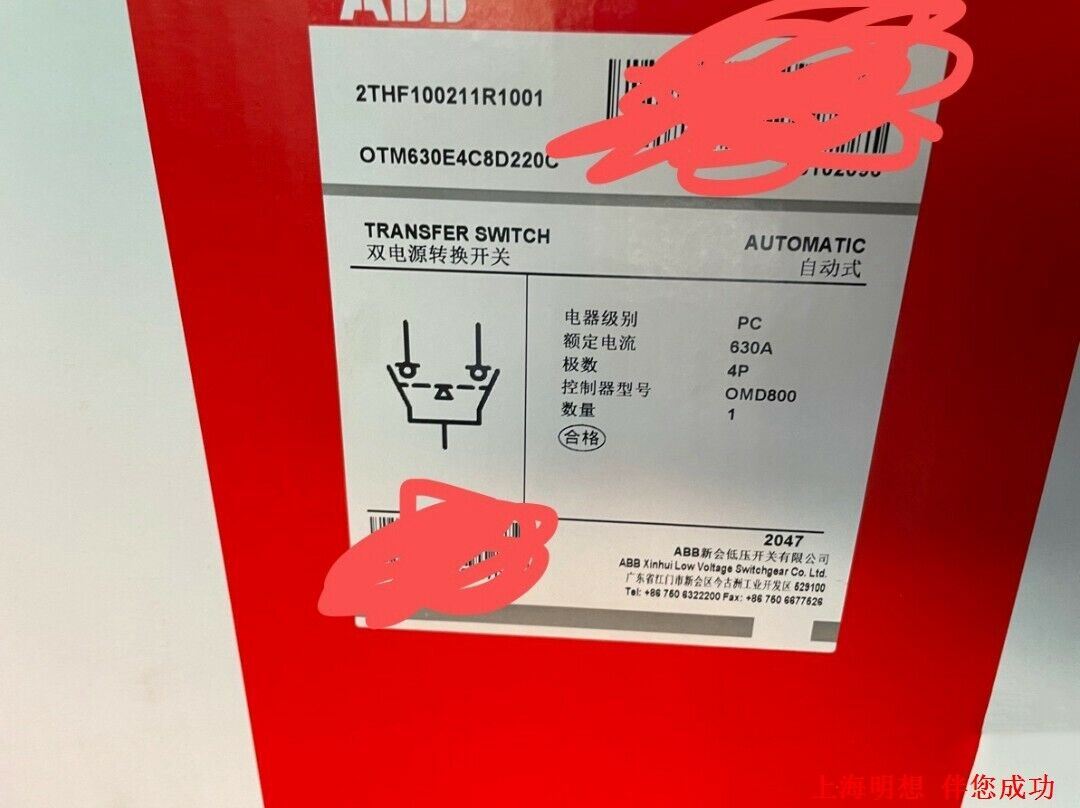 ABB
2THF100211R1001
OTM630E4C8D220C
TRANSFER SWITCH
双电源转换开关
AUTOMATIC
自动式
电器级别 PC
额定电流 630A
极数 4P
控制器型号 OMD800
数量 1
合格
2047
ABB新会低压开关有限公司
ABB Xinhui Low Voltage Switchgear Co. Ltd.
广东省江门市新会区今古洲工业开发区 529100
Tel: +86 750 6322200 Fax: +86 750 6677526
上海明想 伴您成功